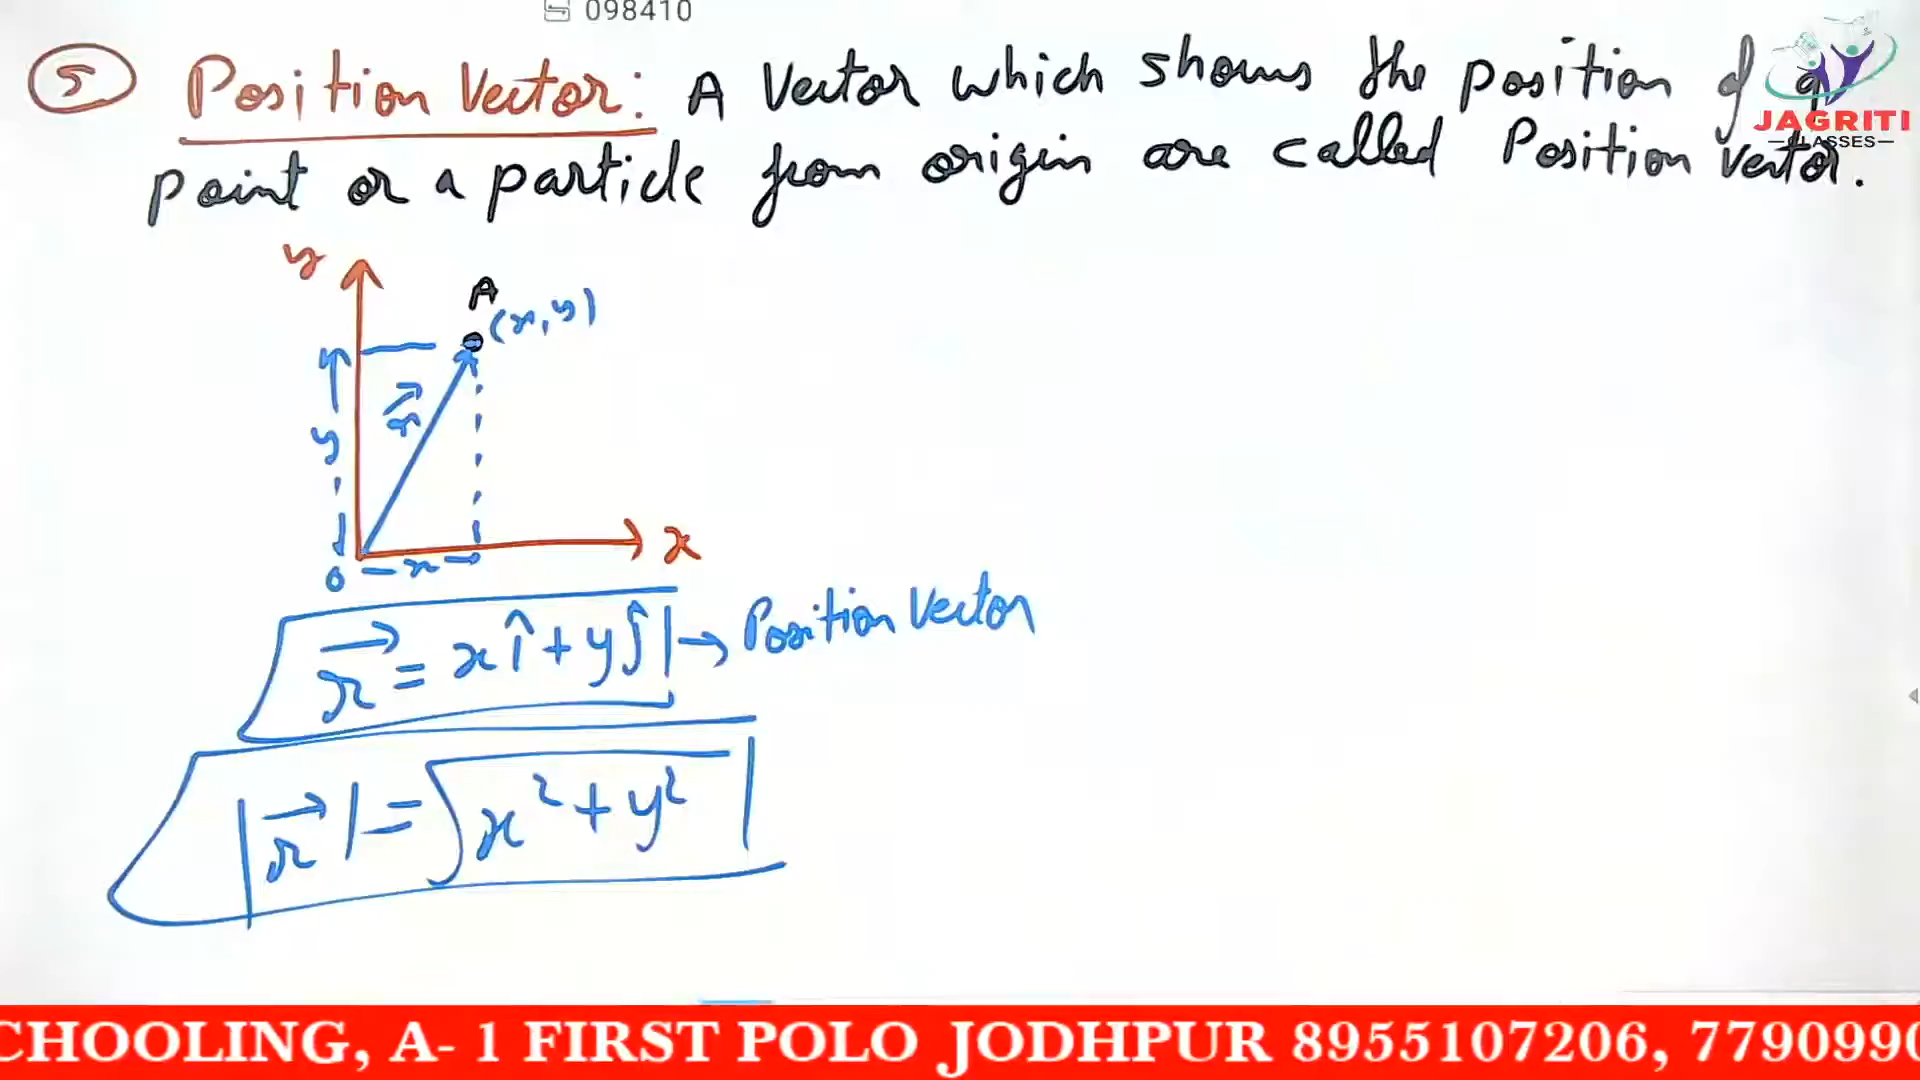 098410
5 Position Vector: A Vector which shows the position of a
JAGRITI
CLASSES
point or a particle from origin are called Position Vector.
y
A
(x, y)
r⃗
y
x
0
x
r⃗ = xî + yĵ → Position Vector
|r⃗| = √x² + y²
CHOOLING, A- 1 FIRST POLO JODHPUR 8955107206, 7790990